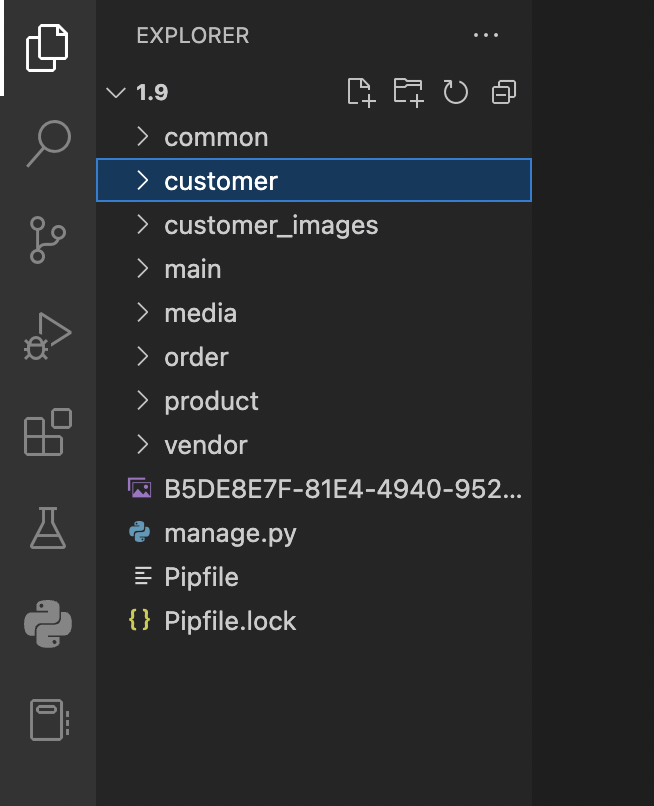 EXPLORER
1.9
common
customer
customer_images
main
media
order
product
vendor
B5DE8E7F-81E4-4940-952...
manage.py
Pipfile
Pipfile.lock